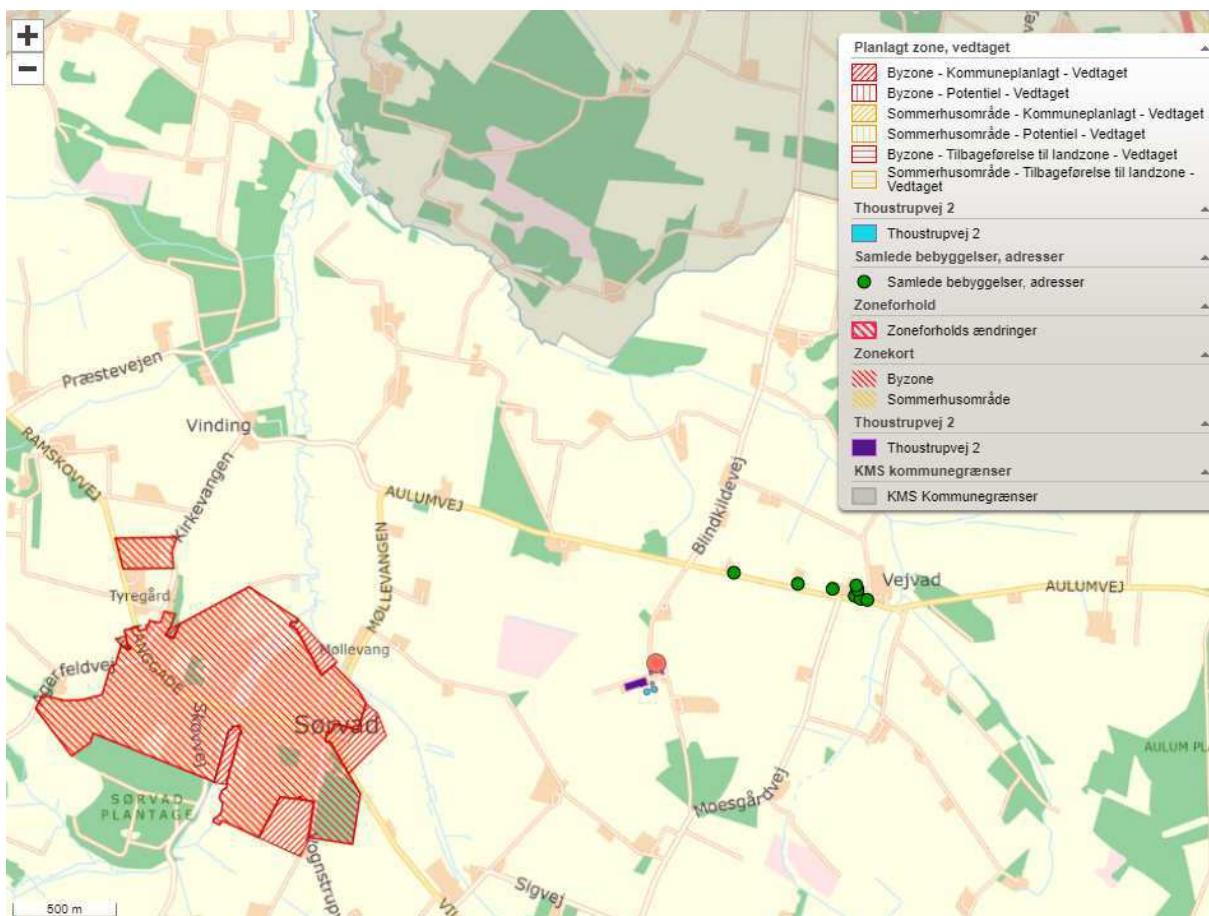 +
−
Planlagt zone, vedtaget
Byzone - Kommuneplanlagt - Vedtaget
Byzone - Potentiel - Vedtaget
Sommerhusområde - Kommuneplanlagt - Vedtaget
Sommerhusområde - Potentiel - Vedtaget
Byzone - Tilbageførelse til landzone - Vedtaget
Sommerhusområde - Tilbageførelse til landzone -
Vedtaget
Thoustrupvej 2
Thoustrupvej 2
Samlede bebyggelser, adresser
Samlede bebyggelser, adresser
Zoneforhold
Zoneforholds ændringer
Zonekort
Byzone
Sommerhusområde
Thoustrupvej 2
Thoustrupvej 2
KMS kommunegrænser
KMS Kommunegrænser
Præstevejen
Vinding
RAMSKOVVEJ
Kirkevangen
AULUMVEJ
Blindkildevej
MØLLEVANGEN
Vejvad
AULUMVEJ
Tyregård
Møllevang
Agerfeldvej
Skovvej
Sørvad
AULUM
SØRVAD
PLANTAGE
Moesgårdvej
Sigvej
500 m